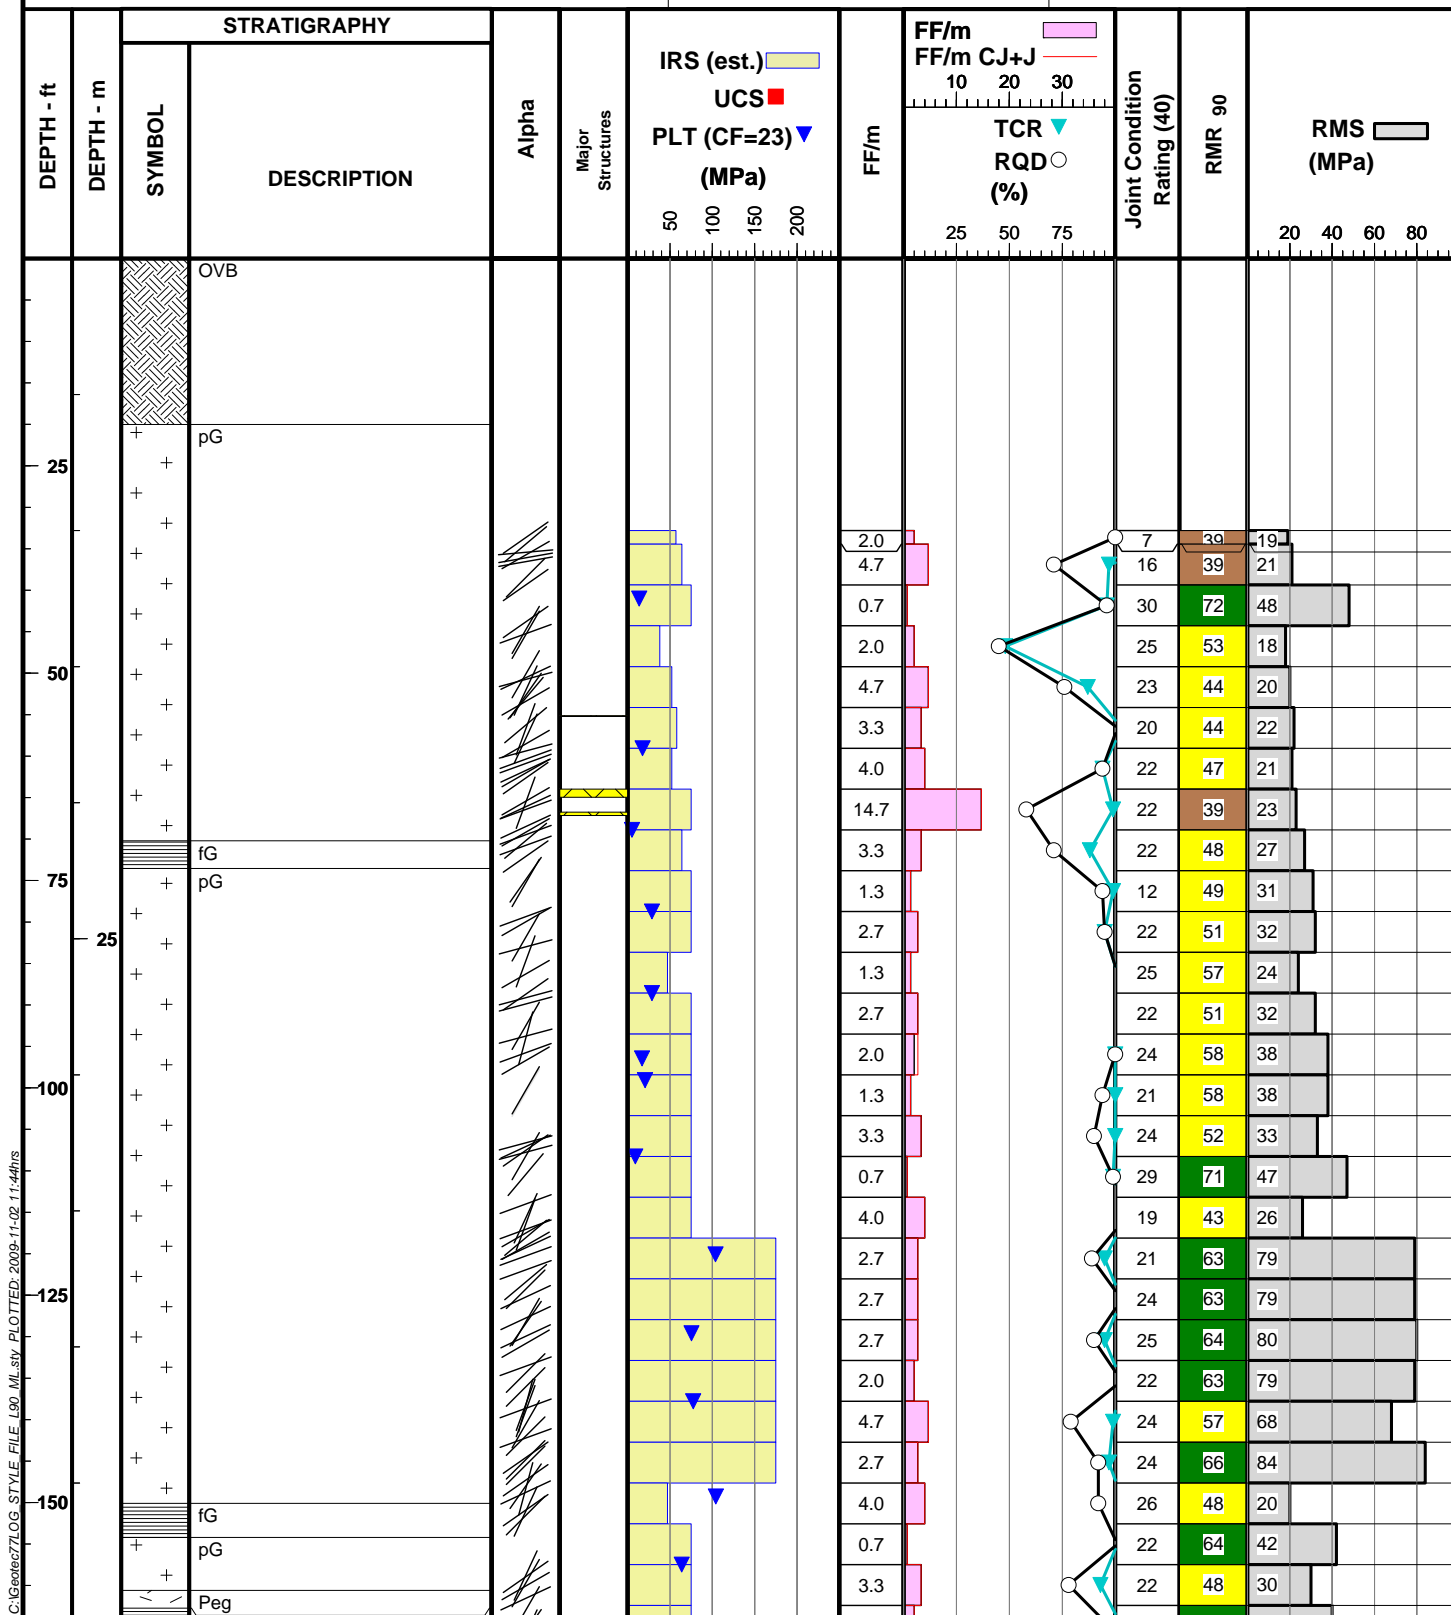 STRATIGRAPHY
DEPTH - ft
DEPTH - m
SYMBOL
DESCRIPTION
Alpha
Major
Structures
IRS (est.)
UCS
PLT (CF=23)
(MPa)
50 100 150 200
FF/m
FF/m
FF/m CJ+J
10 20 30
TCR
RQD
(%)
25 50 75
Joint Condition
Rating (40)
RMR 90
RMS
(MPa)
20 40 60 80
OVB
pG
25
2.0 7 39 19
4.7 16 39 21
0.7 30 72 48
2.0 25 53 18
50
4.7 23 44 20
3.3 20 44 22
4.0 22 47 21
14.7 22 39 23
fG
3.3 22 48 27
pG
75
1.3 12 49 31
25
2.7 22 51 32
1.3 25 57 24
2.7 22 51 32
2.0 24 58 38
100
1.3 21 58 38
3.3 24 52 33
0.7 29 71 47
4.0 19 43 26
2.7 21 63 79
125
2.7 24 63 79
2.7 25 64 80
2.0 22 63 79
4.7 24 57 68
2.7 24 66 84
150
4.0 26 48 20
fG
0.7 22 64 42
pG
3.3 22 48 30
Peg
C:\Geotec77\LOG_STYLE_FILE_L90_ML.sty PLOTTED: 2009-11-02 11:44hrs